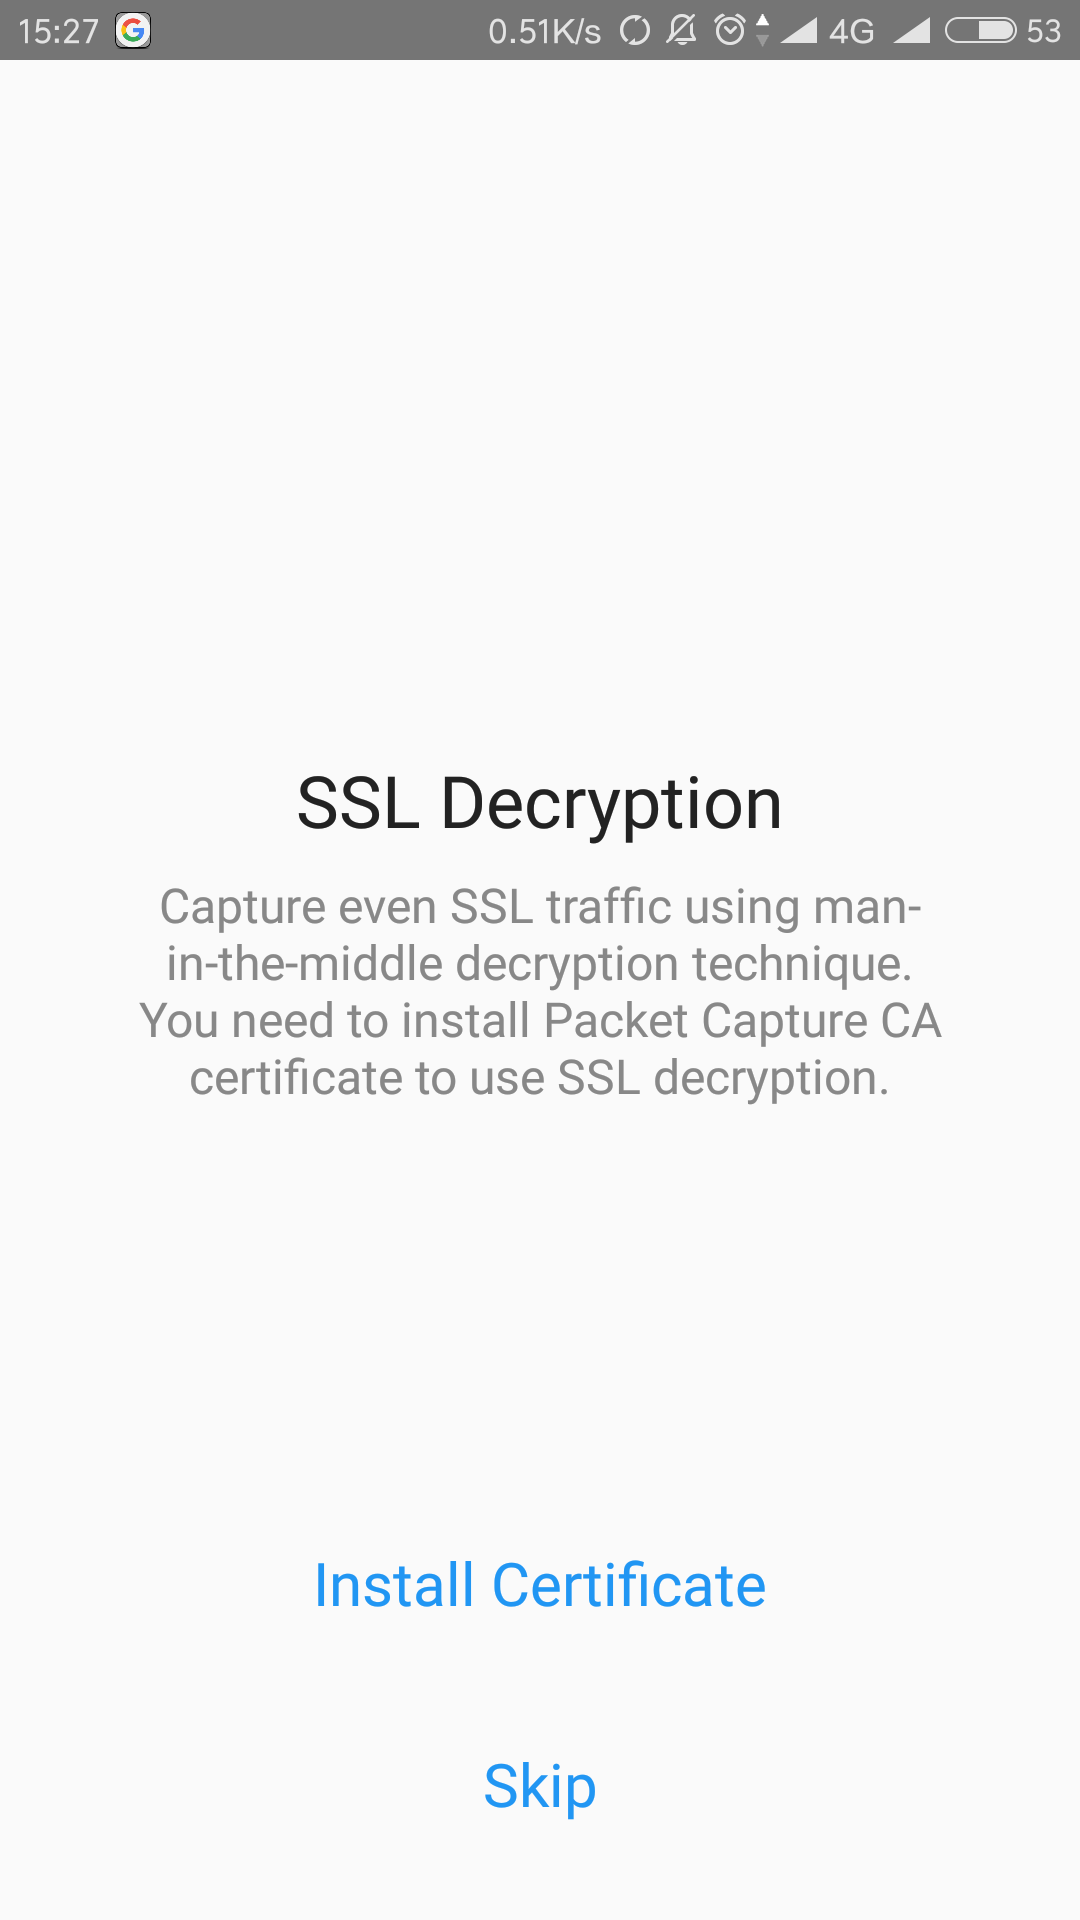 15:27 G 0.51K/s 4G 53
SSL Decryption
Capture even SSL traffic using man-
in-the-middle decryption technique.
You need to install Packet Capture CA
certificate to use SSL decryption.
Install Certificate
Skip